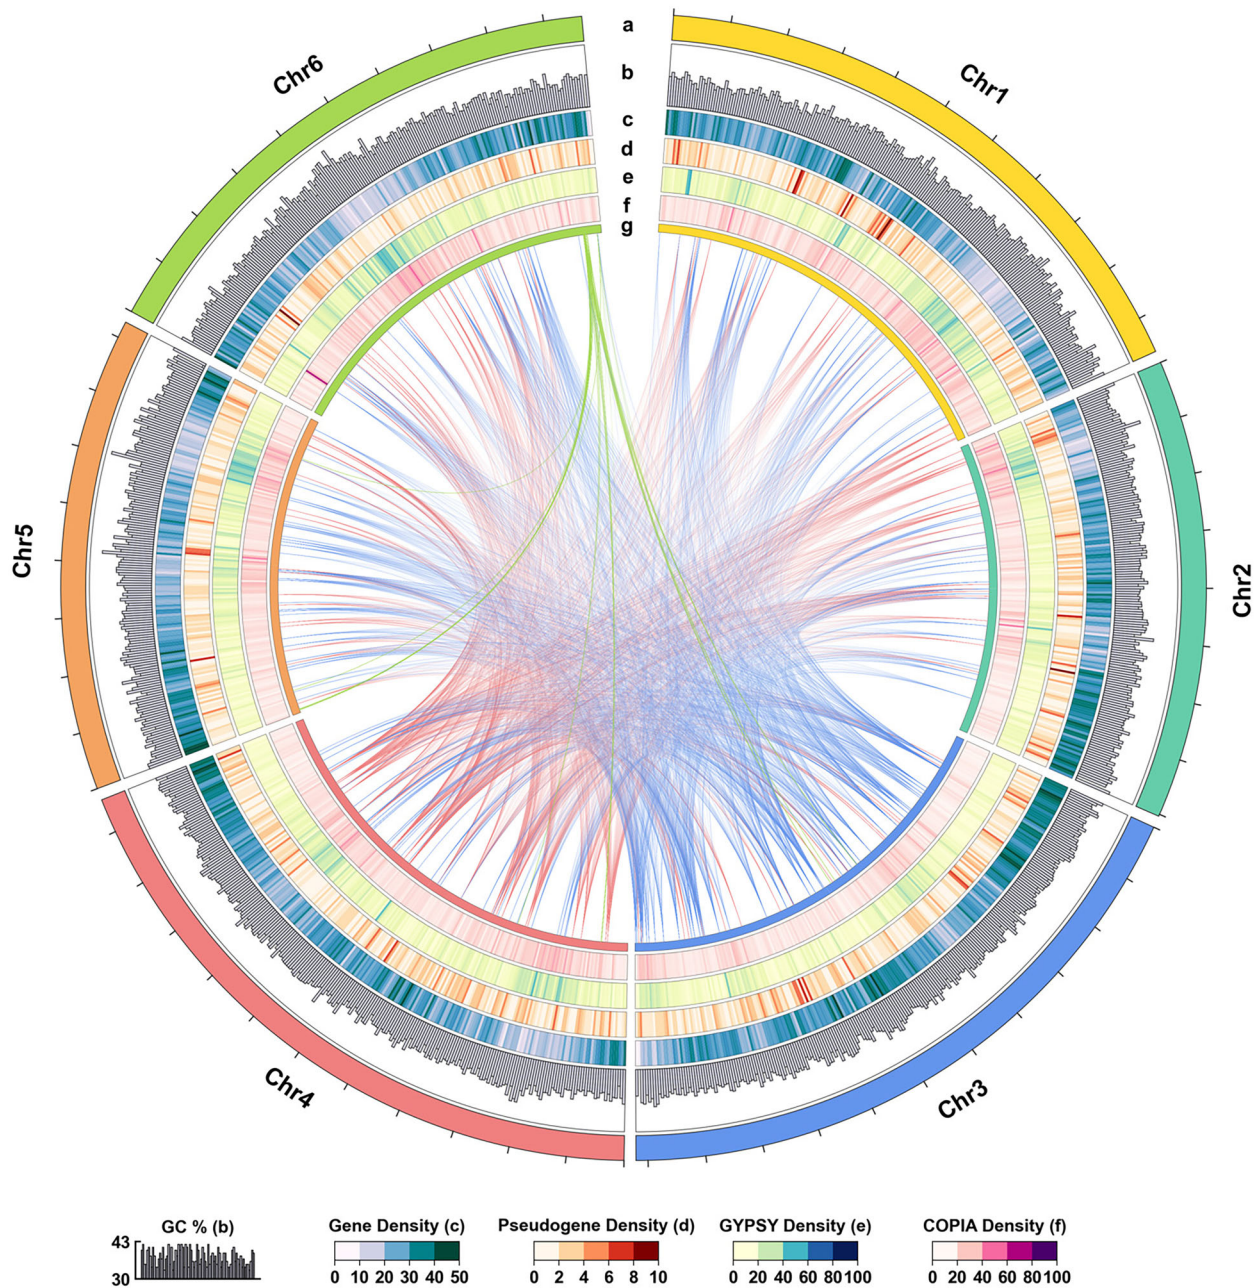 a
b
c
d
e
f
g
Chr6
Chr1
Chr5
Chr2
Chr4
Chr3
GC % (b)
43
30
Gene Density (c)
0 10 20 30 40 50
Pseudogene Density (d)
0 2 4 6 8 10
GYPSY Density (e)
0 20 40 60 80 100
COPIA Density (f)
0 20 40 60 80 100